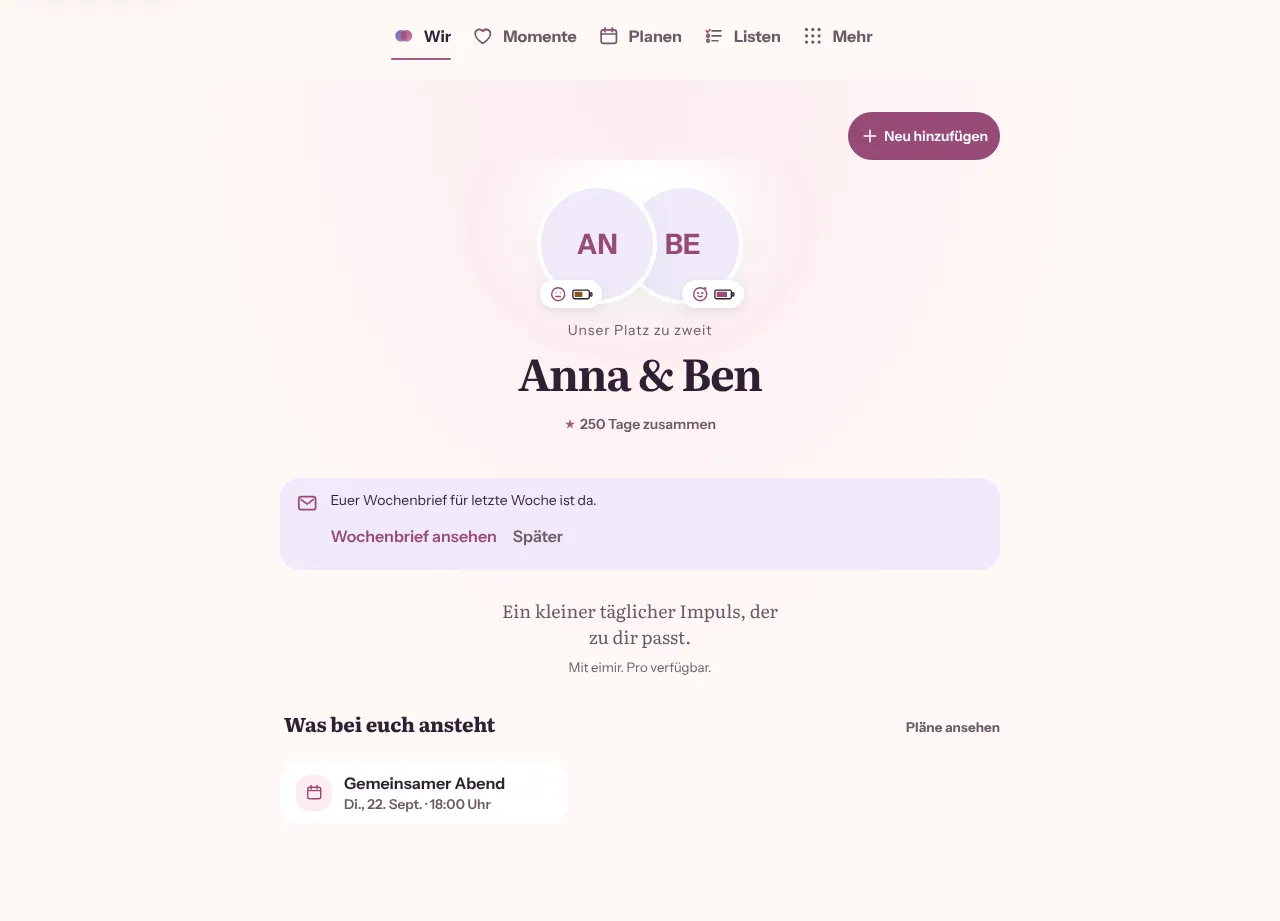 Wir Momente Planen Listen Mehr
Neu hinzufügen
AN BE
Unser Platz zu zweit
Anna & Ben
★ 250 Tage zusammen
Euer Wochenbrief für letzte Woche ist da.
Wochenbrief ansehen Später
Ein kleiner täglicher Impuls, der
zu dir passt.
Mit eimir. Pro verfügbar.
Was bei euch ansteht Pläne ansehen
Gemeinsamer Abend
Di., 22. Sept. · 18:00 Uhr